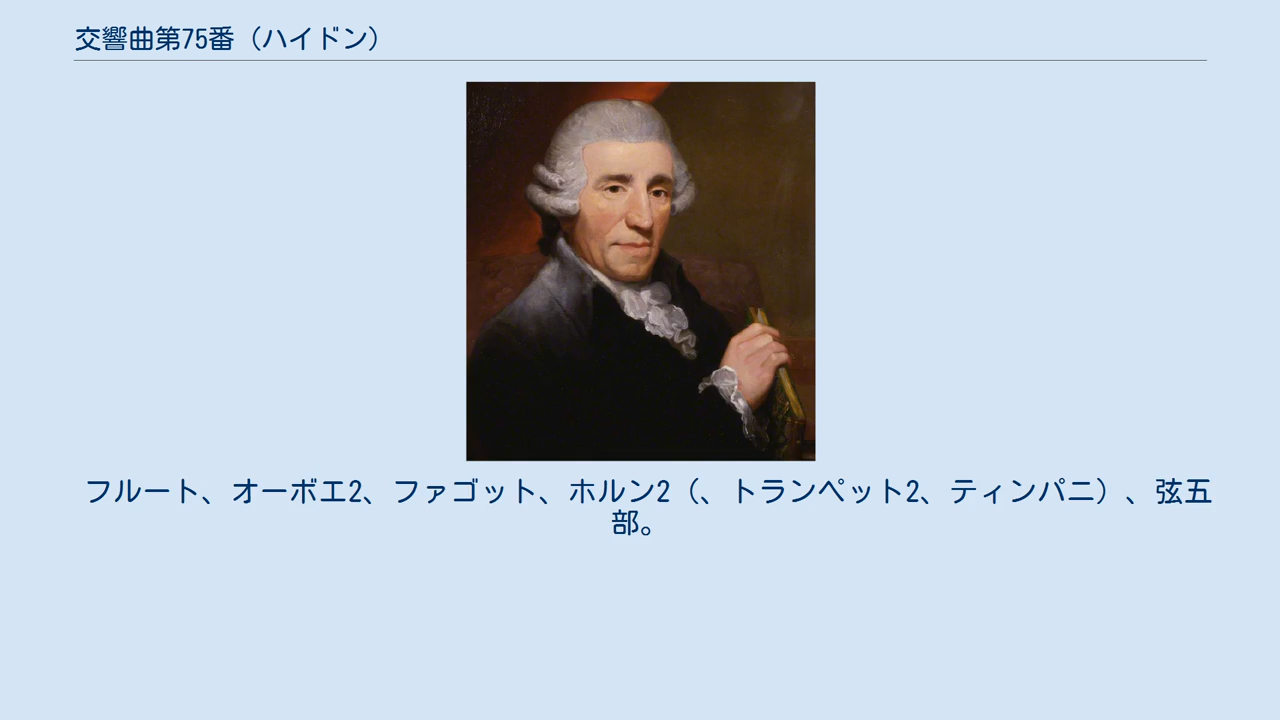 交響曲第75番（ハイドン）
フルート、オーボエ2、ファゴット、ホルン2（、トランペット2、ティンパニ）、弦五
部。